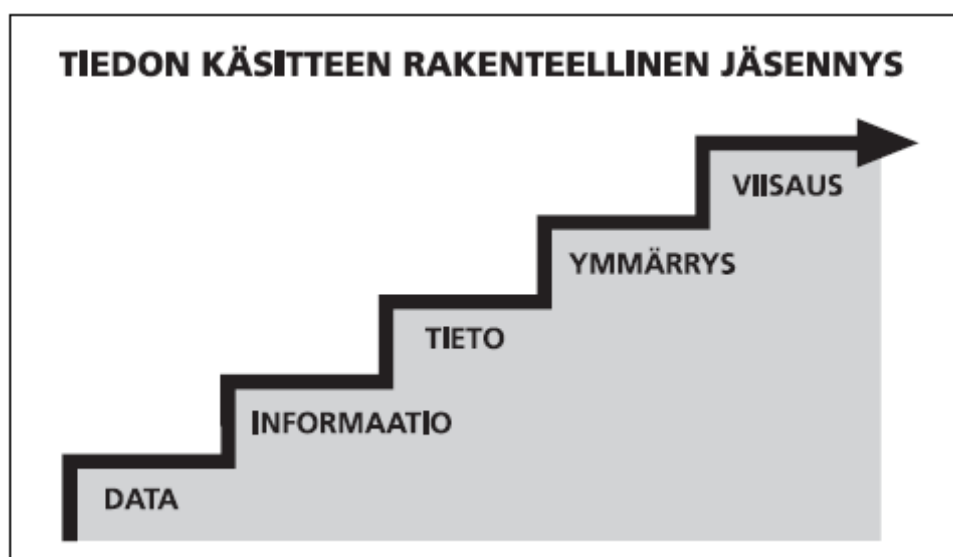 TIEDON KÄSITTEEN RAKENTEELLINEN JÄSENNYS
VIISAUS
YMMÄRRYS
TIETO
INFORMAATIO
DATA